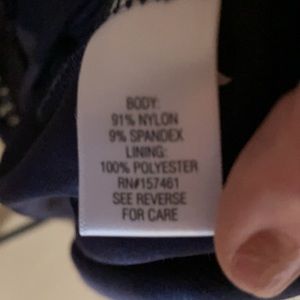 BODY:
91% NYLON
9% SPANDEX
LINING:
100% POLYESTER
RN#157461
SEE REVERSE
FOR CARE